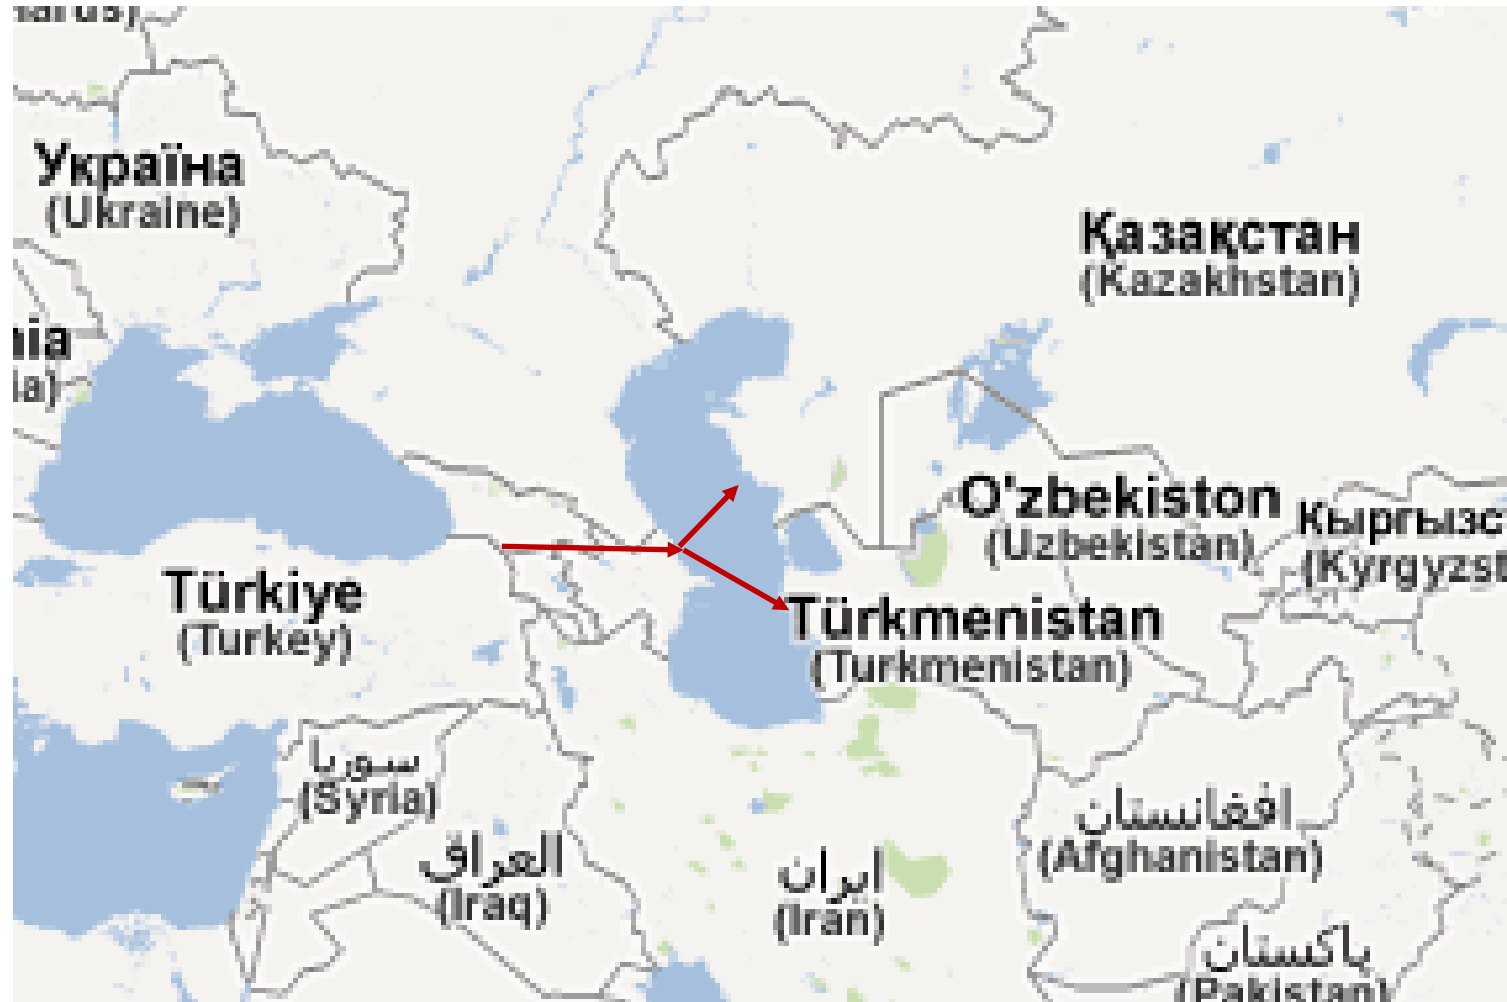 Україна
(Ukraine)
Қазақстан
(Kazakhstan)
O'zbekiston
(Uzbekistan)
Türkiye
(Turkey)
Türkmenistan
(Turkmenistan)
سوريا
(Syria)
العراق
(Iraq)
ایران
(Iran)
افغانستان
(Afghanistan)
پاکستان
(Pakistan)